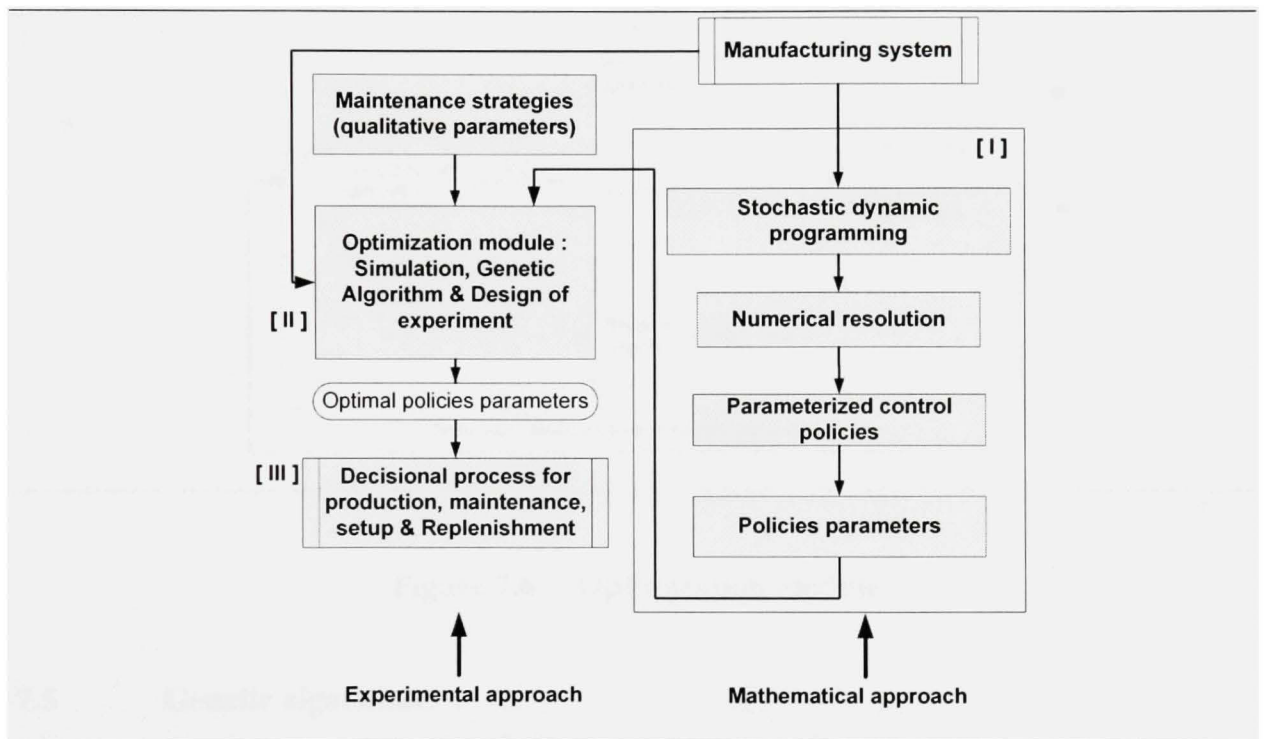 Manufacturing system
Maintenance strategies
(qualitative parameters)
[ I ]
Stochastic dynamic
programming
Optimization module :
Simulation, Genetic
Algorithm & Design of
experiment
[ II ]
Numerical resolution
Optimal policies parameters
Parameterized control
policies
[ III ]
Decisional process for
production, maintenance,
setup & Replenishment
Policies parameters
Experimental approach
Mathematical approach